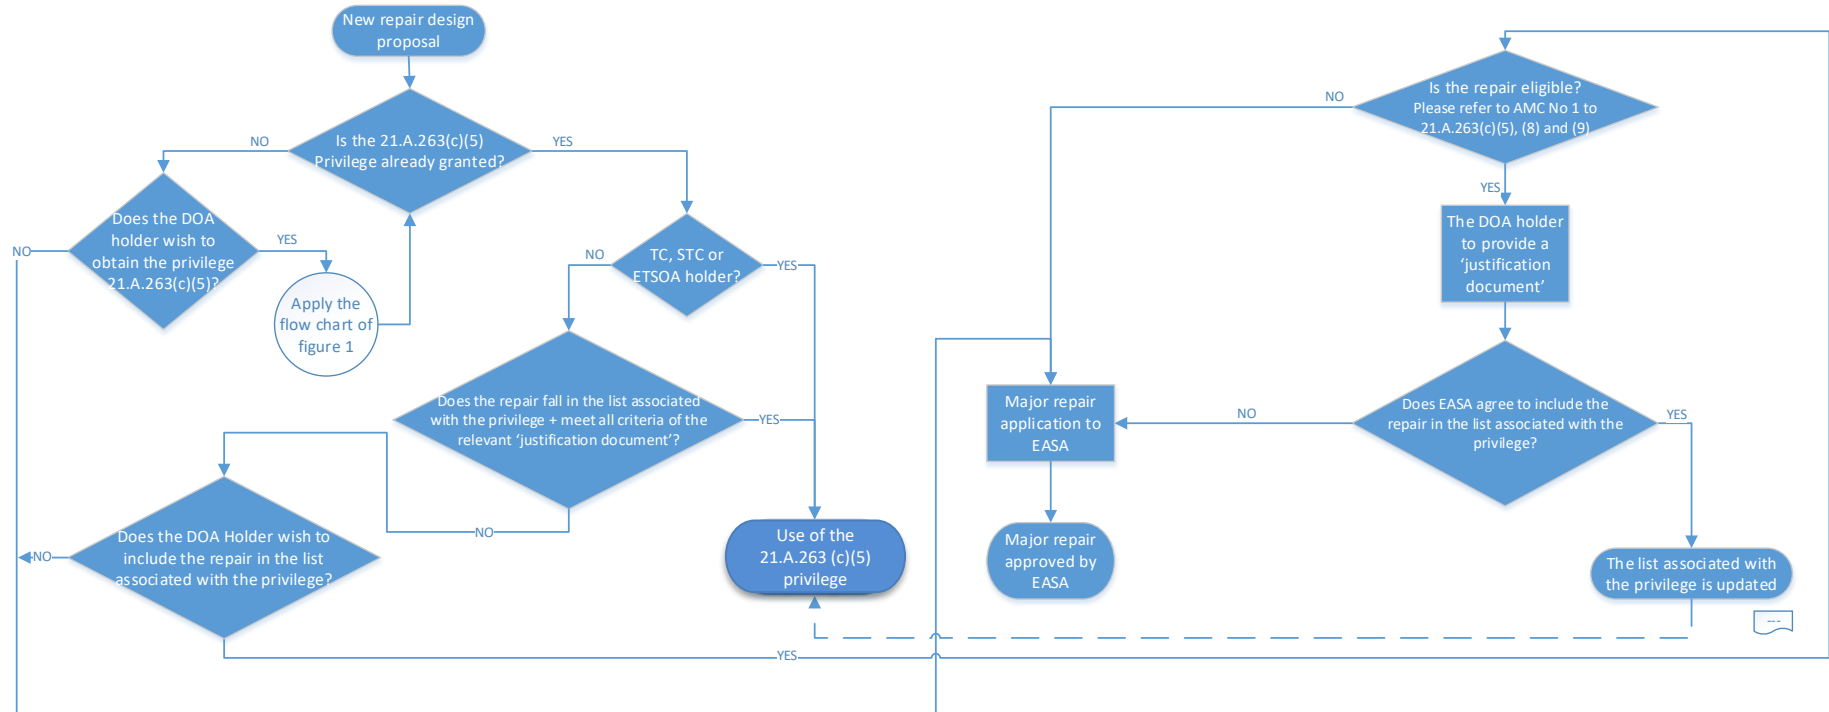 New repair design
proposal
Is the 21.A.263(c)(5)
Privilege already granted?
NO
YES
Does the DOA
holder wish to
obtain the privilege
21.A.263(c)(5)?
NO
YES
Apply the
flow chart of
figure 1
TC, STC or
ETSOA holder?
NO
YES
Does the repair fall in the list associated
with the privilege + meet all criteria of the
relevant ‘justification document’?
YES
NO
Does the DOA Holder wish to
include the repair in the list
associated with the privilege?
NO
YES
Use of the
21.A.263 (c)(5)
privilege
Is the repair eligible?
Please refer to AMC No 1 to
21.A.263(c)(5), (8) and (9)
NO
YES
The DOA holder
to provide a
‘justification
document’
Does EASA agree to include the
repair in the list associated with the
privilege?
NO
YES
Major repair
application to
EASA
Major repair
approved by
EASA
The list associated with
the privilege is updated